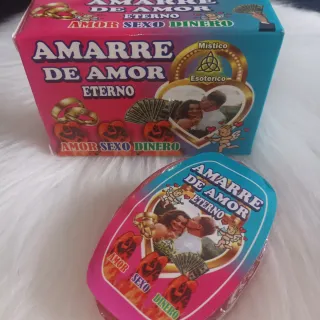 AMARRE
DE AMOR
ETERNO
AMOR SEXO DINERO
AMARRE
DE AMOR
ETERNO
Místico
Esotérico
AMOR SEXO DINERO
AMARRE
DE AMOR
ETERNO
AMOR SEXO DINERO